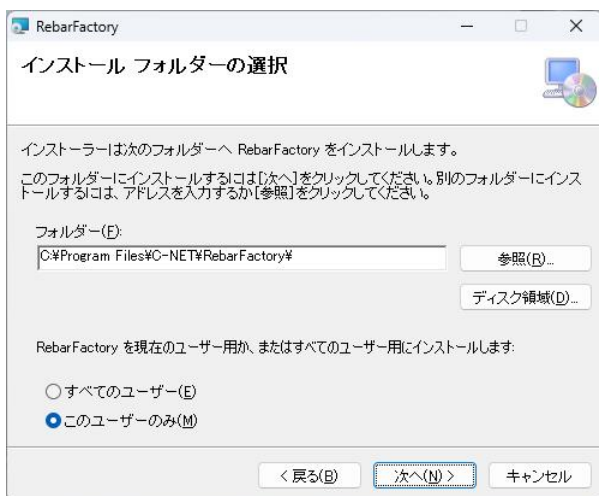 RebarFactory
インストール フォルダーの選択
インストーラーは次のフォルダーへ RebarFactory をインストールします。
このフォルダーにインストールするには[次へ]をクリックしてください。別のフォルダーにインス
トールするには、アドレスを入力するか[参照]をクリックしてください。
フォルダー(F):
C:¥Program Files¥C-NET¥RebarFactory¥
参照(R)...
ディスク領域(D)...
RebarFactory を現在のユーザー用か、またはすべてのユーザー用にインストールします:
すべてのユーザー(E)
このユーザーのみ(M)
< 戻る(B)
次へ(N) >
キャンセル